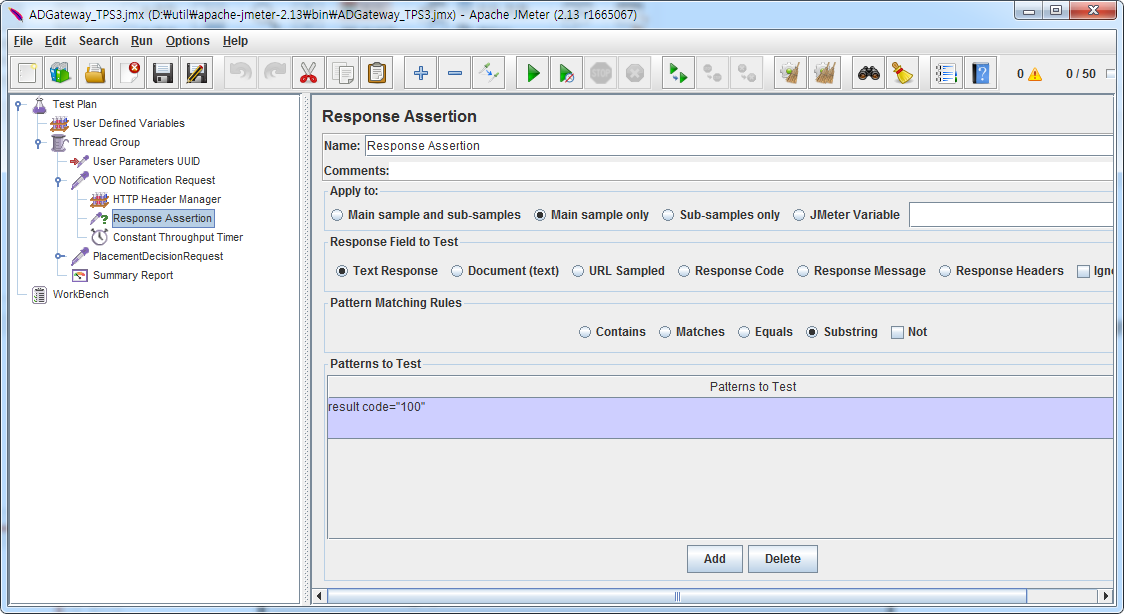 ADGateway_TPS3.jmx (D:₩util₩apache-jmeter-2.13₩bin₩ADGateway_TPS3.jmx) - Apache JMeter (2.13 r1665067)
File Edit Search Run Options Help
STOP
0 0 / 50
Test Plan
User Defined Variables
Thread Group
User Parameters UUID
VOD Notification Request
HTTP Header Manager
Response Assertion
Constant Throughput Timer
PlacementDecisionRequest
Summary Report
WorkBench
Response Assertion
Name: Response Assertion
Comments:
Apply to:
Main sample and sub-samples Main sample only Sub-samples only JMeter Variable
Response Field to Test
Text Response Document (text) URL Sampled Response Code Response Message Response Headers Igno
Pattern Matching Rules
Contains Matches Equals Substring Not
Patterns to Test
Patterns to Test
result code="100"
Add Delete